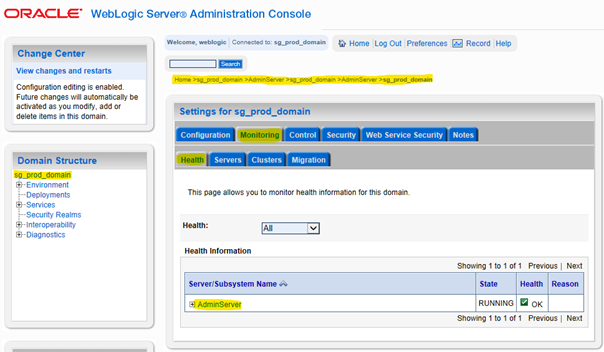 ORACLE® WebLogic Server® Administration Console
Change Center
View changes and restarts
Configuration editing is enabled.
Future changes will automatically be
activated as you modify, add or
delete items in this domain.
Domain Structure
sg_prod_domain
Environment
Deployments
Services
Security Realms
Interoperability
Diagnostics
Welcome, weblogic Connected to: sg_prod_domain Home Log Out Preferences Record Help
Search
Home >sg_prod_domain >AdminServer >sg_prod_domain >AdminServer >sg_prod_domain
Settings for sg_prod_domain
Configuration Monitoring Control Security Web Service Security Notes
Health Servers Clusters Migration
This page allows you to monitor health information for this domain.
Health: All
Health Information
Showing 1 to 1 of 1 Previous | Next
Server/Subsystem Name State Health Reason
AdminServer RUNNING OK
Showing 1 to 1 of 1 Previous | Next